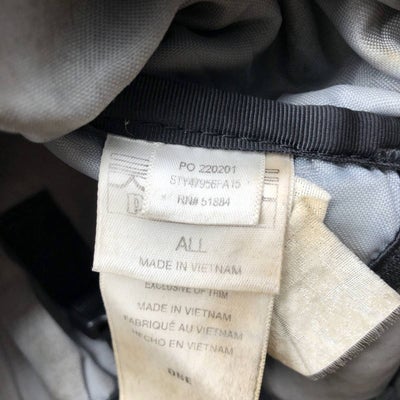 PO 220201
STY47956FA15
RN# 51884
ALL
MADE IN VIETNAM
EXCLUSIVE OF TRIM
MADE IN VIETNAM
FABRIQUÉ AU VIETNAM
HECHO EN VIETNAM
ONE